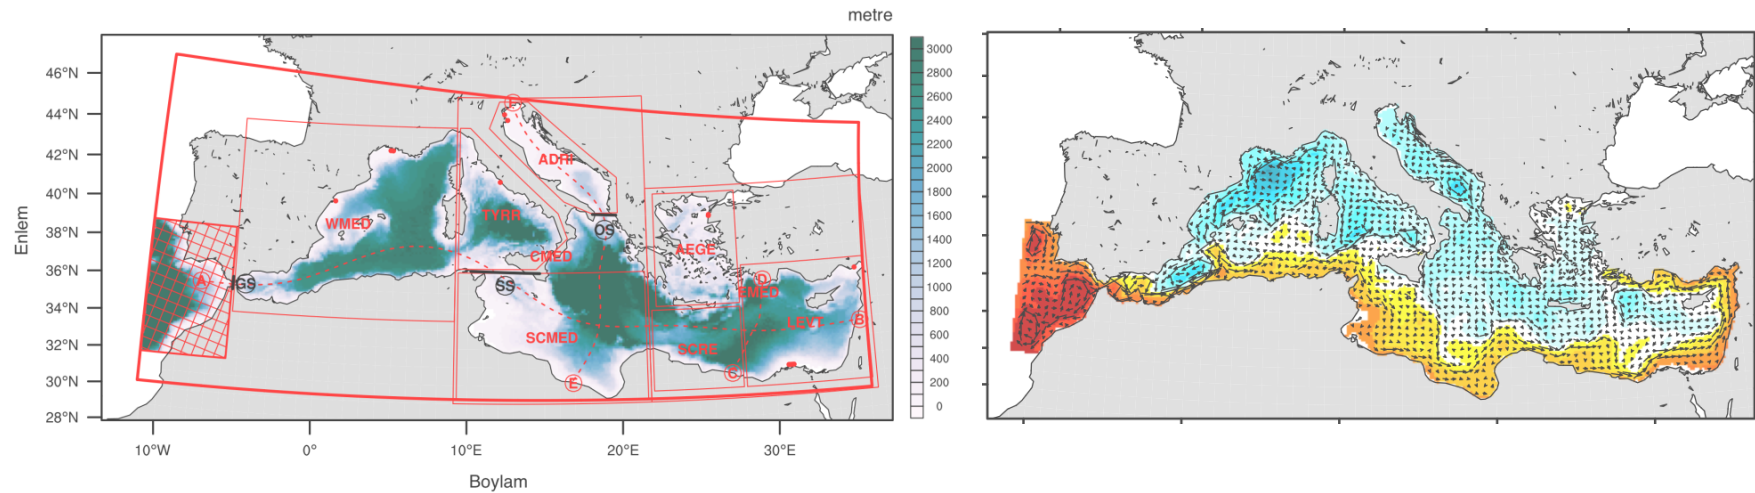 metre
46°N
44°N
42°N
40°N
38°N
36°N
34°N
32°N
30°N
28°N
Enlem
10°W
0°
10°E
20°E
30°E
Boylam
3000
2800
2600
2400
2200
2000
1800
1600
1400
1200
1000
800
600
400
200
0
F
ADRI
WMED
TYRR
OS
CMED
AEGE
A
GS
SS
D
EMED
LEVT
B
SCMED
SCRE
C
E